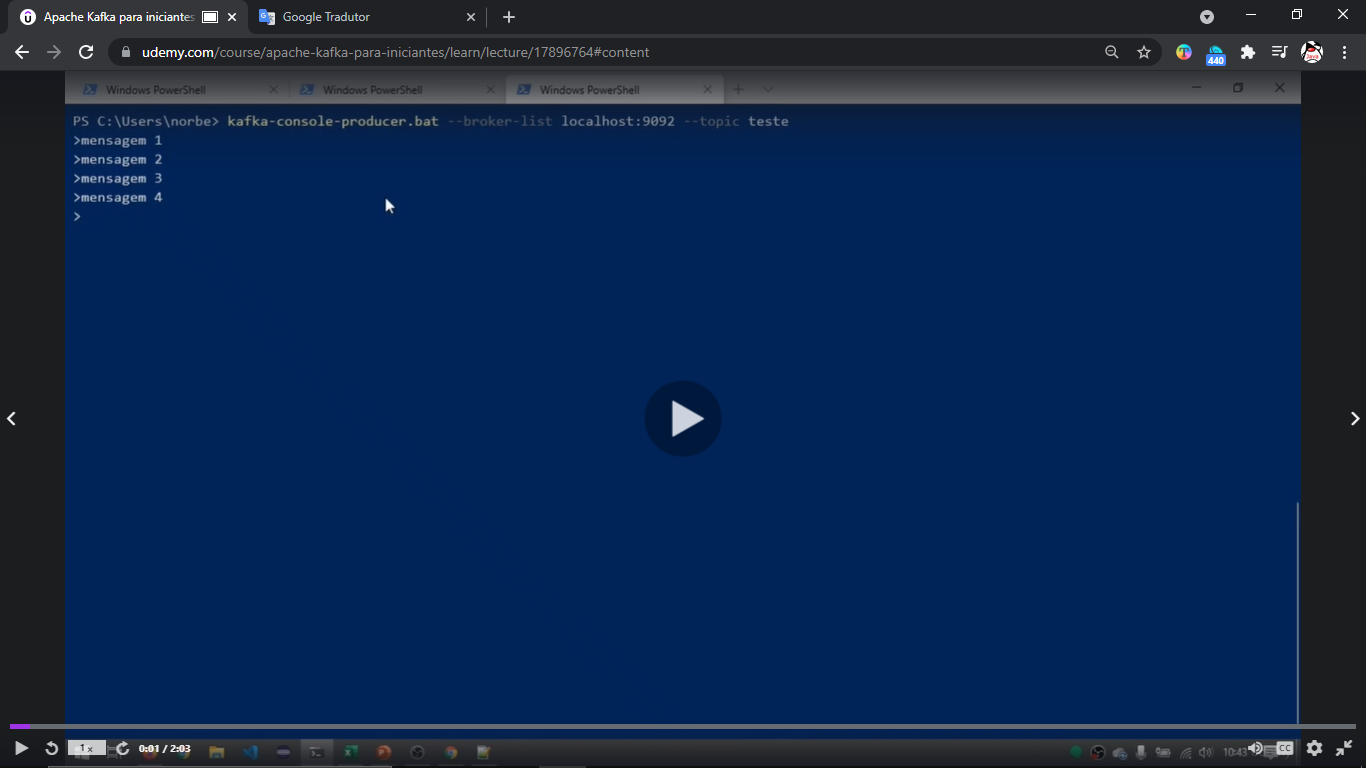 Apache Kafka para iniciantes
Google Tradutor
udemy.com/course/apache-kafka-para-iniciantes/learn/lecture/17896764#content
440
Windows PowerShell
Windows PowerShell
Windows PowerShell
PS C:\Users\norbe> kafka-console-producer.bat --broker-list localhost:9092 --topic teste
>mensagem 1
>mensagem 2
>mensagem 3
>mensagem 4
>
1x
0:01 / 2:03
10:43
CC